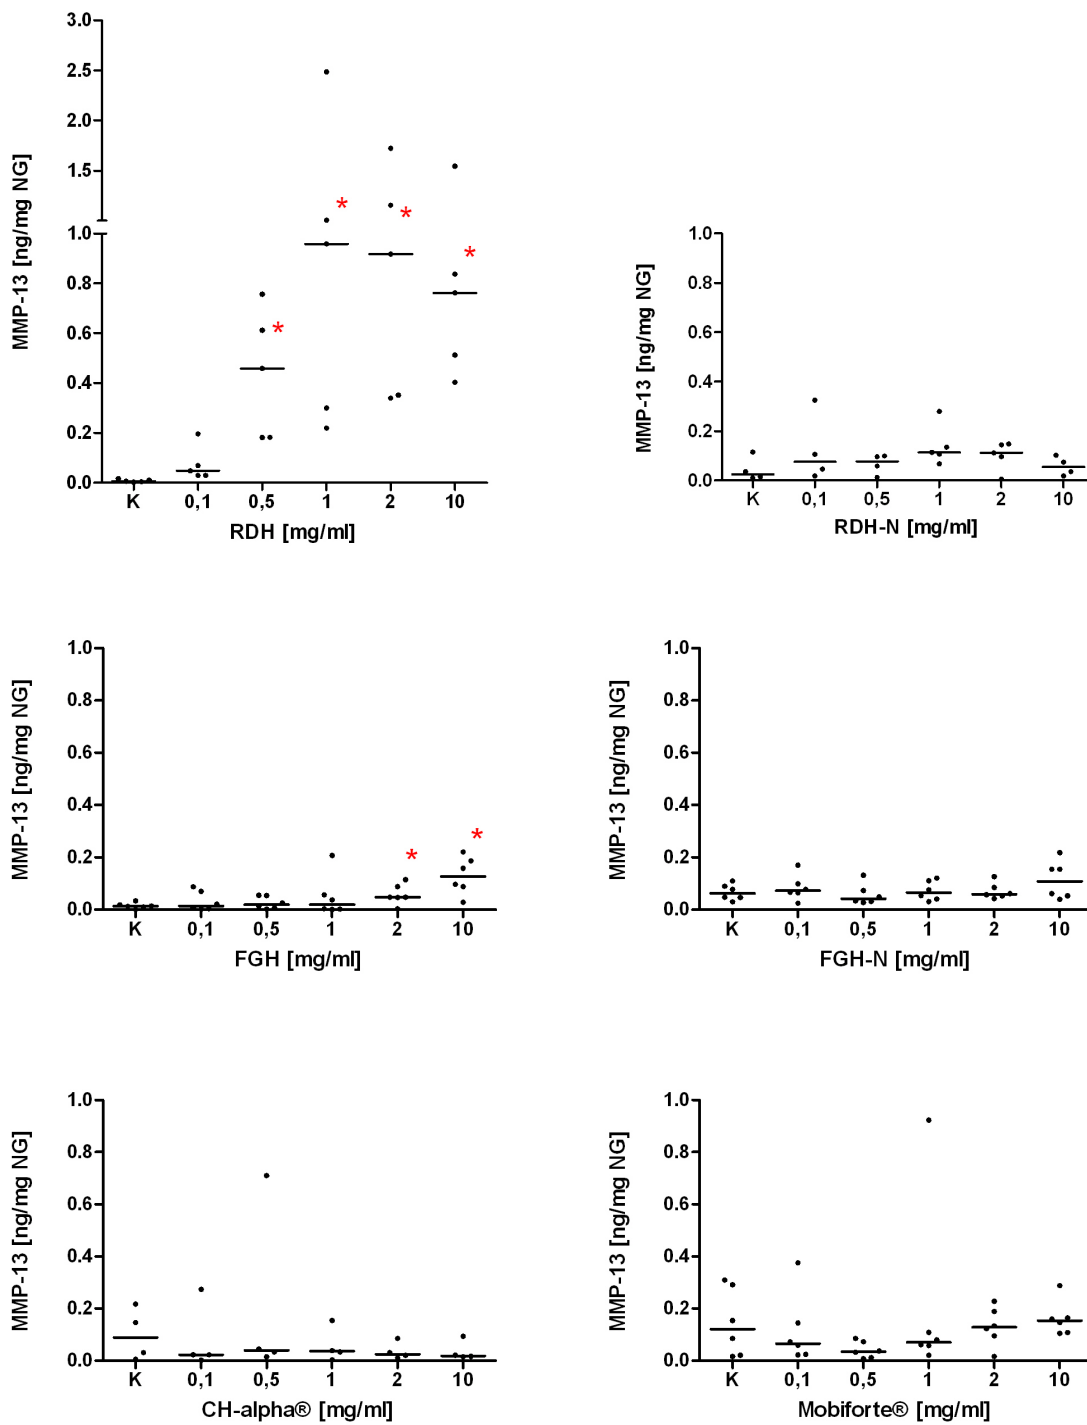 3.0
2.5
2.0
1.5
1.0
0.8
0.6
0.4
0.2
0.0
MMP-13 [ng/mg NG]
* * * *
K 0,1 0,5 1 2 10
RDH [mg/ml]
1.0
0.8
0.6
0.4
0.2
0.0
MMP-13 [ng/mg NG]
K 0,1 0,5 1 2 10
RDH-N [mg/ml]
1.0
0.8
0.6
0.4
0.2
0.0
MMP-13 [ng/mg NG]
* *
K 0,1 0,5 1 2 10
FGH [mg/ml]
1.0
0.8
0.6
0.4
0.2
0.0
MMP-13 [ng/mg NG]
K 0,1 0,5 1 2 10
FGH-N [mg/ml]
1.0
0.8
0.6
0.4
0.2
0.0
MMP-13 [ng/mg NG]
K 0,1 0,5 1 2 10
CH-alpha® [mg/ml]
1.0
0.8
0.6
0.4
0.2
0.0
MMP-13 [ng/mg NG]
K 0,1 0,5 1 2 10
Mobiforte® [mg/ml]